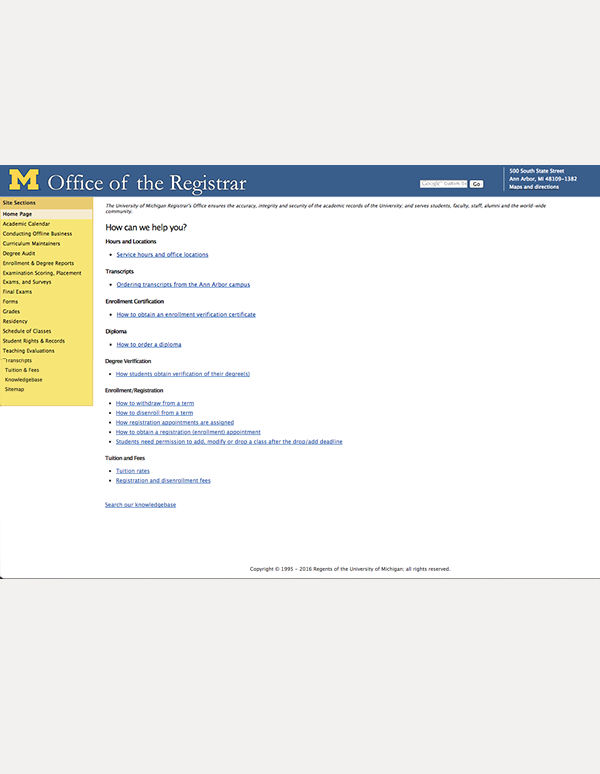 M Office of the Registrar
Google™ Custom Se
Go
500 South State Street
Ann Arbor, MI 48109-1382
Maps and directions
Site Sections
Home Page
Academic Calendar
Conducting Offline Business
Curriculum Maintainers
Degree Audit
Enrollment & Degree Reports
Examination Scoring, Placement
Exams, and Surveys
Final Exams
Forms
Grades
Residency
Schedule of Classes
Student Rights & Records
Teaching Evaluations
Transcripts
Tuition & Fees
Knowledgebase
Sitemap
The University of Michigan Registrar's Office ensures the accuracy, integrity and security of the academic records of the University; and serves students, faculty, staff, alumni and the world-wide
community.
How can we help you?
Hours and Locations
• Service hours and office locations
Transcripts
• Ordering transcripts from the Ann Arbor campus
Enrollment Certification
• How to obtain an enrollment verification certificate
Diploma
• How to order a diploma
Degree Verification
• How students obtain verification of their degree(s)
Enrollment/Registration
• How to withdraw from a term
• How to disenroll from a term
• How registration appointments are assigned
• How to obtain a registration (enrollment) appointment
• Students need permission to add, modify or drop a class after the drop/add deadline
Tuition and Fees
• Tuition rates
• Registration and disenrollment fees
Search our knowledgebase
Copyright © 1995 - 2016 Regents of the University of Michigan; all rights reserved.